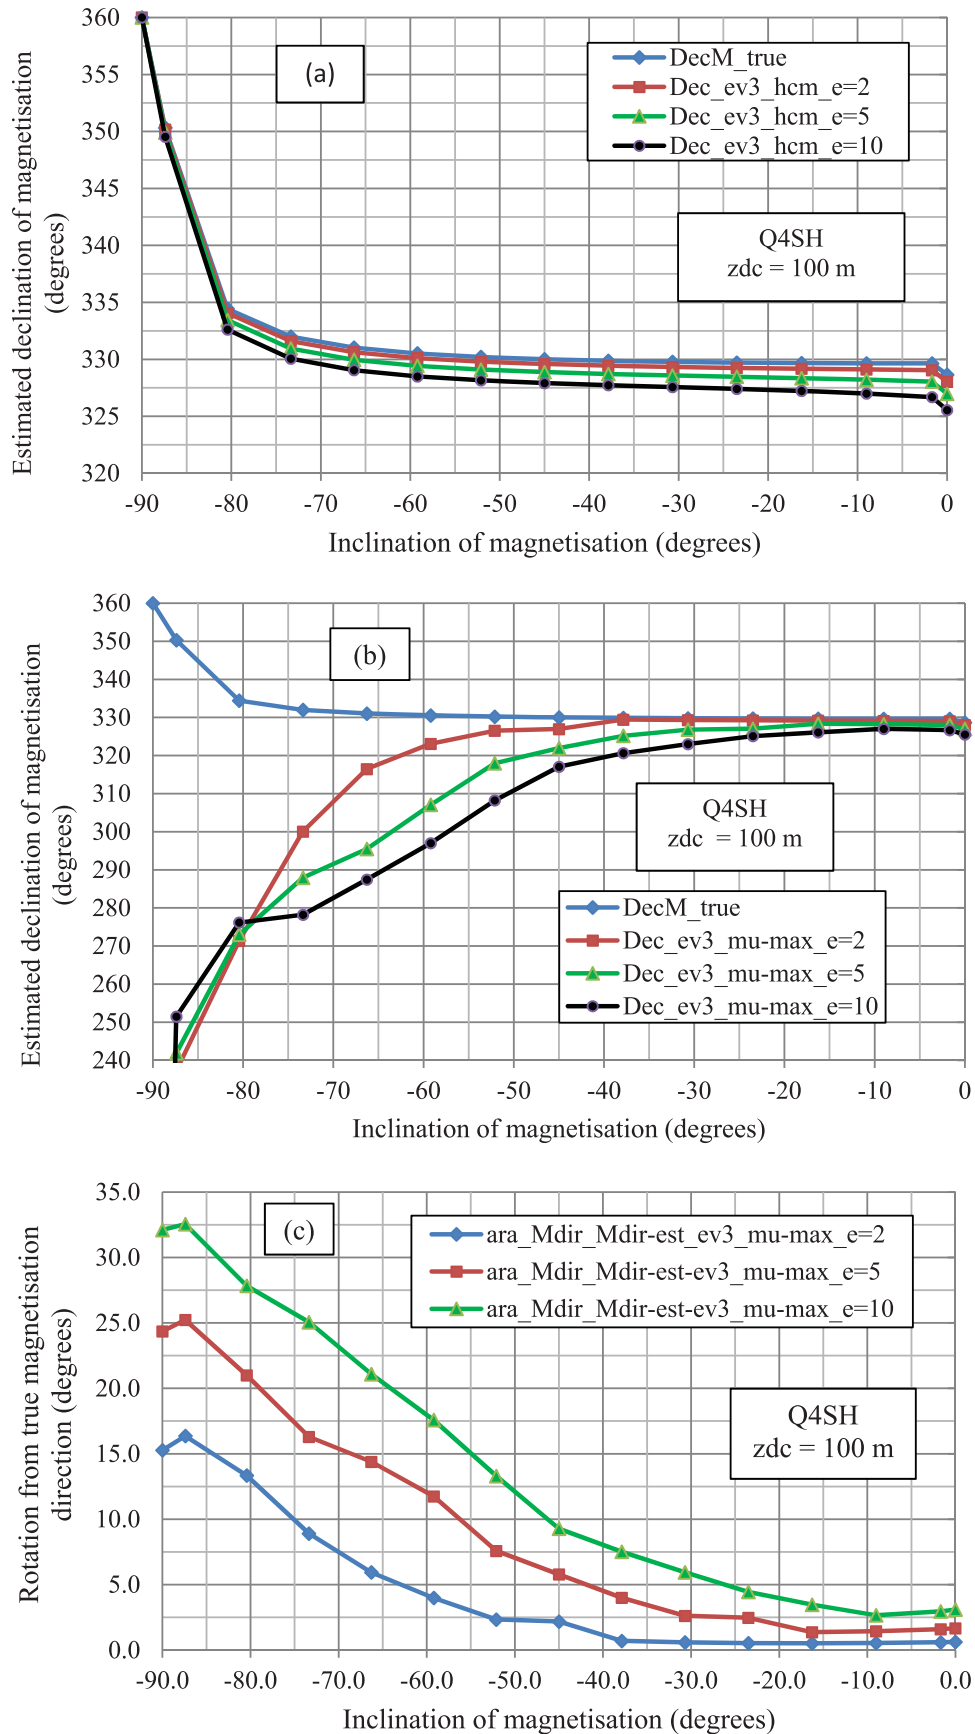 360
355
350
345
340
335
330
325
320
Estimated declination of magnetisation
(degrees)
(a)
DecM_true
Dec_ev3_hcm_e=2
Dec_ev3_hcm_e=5
Dec_ev3_hcm_e=10
Q4SH
zdc = 100 m
-90 -80 -70 -60 -50 -40 -30 -20 -10 0
Inclination of magnetisation (degrees)
360
350
340
330
320
310
300
290
280
270
260
250
240
Estimated declination of magnetisation
(degrees)
(b)
Q4SH
zdc = 100 m
DecM_true
Dec_ev3_mu-max_e=2
Dec_ev3_mu-max_e=5
Dec_ev3_mu-max_e=10
-90 -80 -70 -60 -50 -40 -30 -20 -10 0
Inclination of magnetisation (degrees)
35.0
30.0
25.0
20.0
15.0
10.0
5.0
0.0
Rotation from true magnetisation
direction (degrees)
(c)
ara_Mdir_Mdir-est_ev3_mu-max_e=2
ara_Mdir_Mdir-est-ev3_mu-max_e=5
ara_Mdir_Mdir-est-ev3_mu-max_e=10
Q4SH
zdc = 100 m
-90.0 -80.0 -70.0 -60.0 -50.0 -40.0 -30.0 -20.0 -10.0 0.0
Inclination of magnetisation (degrees)